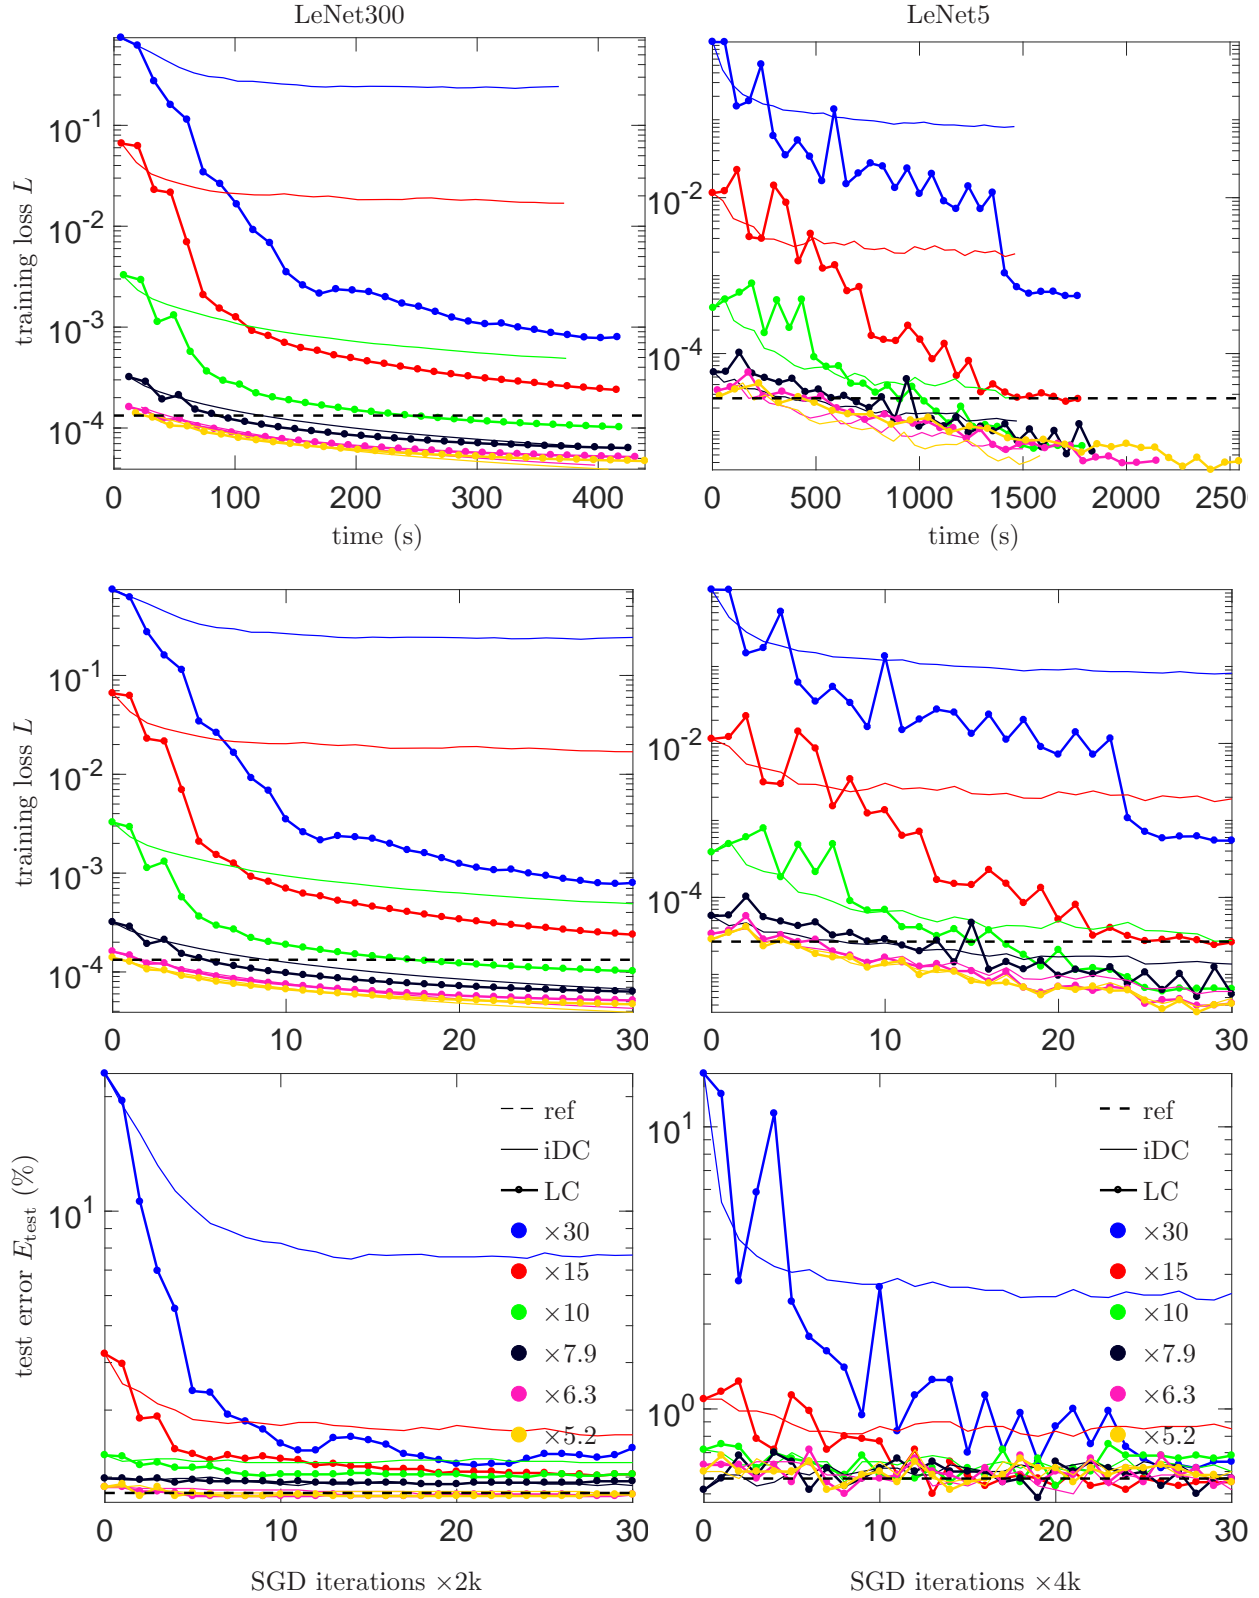 LeNet300
LeNet5
training loss L
10^-1
10^-2
10^-3
10^-4
0 100 200 300 400
time (s)
10^-2
10^-4
0 500 1000 1500 2000 250
time (s)
training loss L
10^-1
10^-2
10^-3
10^-4
0 10 20 30
training loss L
10^-2
10^-4
0 10 20 30
test error E_test (%)
10^1
ref
iDC
LC
×30
×15
×10
×7.9
×6.3
×5.2
0 10 20 30
SGD iterations ×2k
10^1
10^0
ref
iDC
LC
×30
×15
×10
×7.9
×6.3
×5.2
0 10 20 30
SGD iterations ×4k